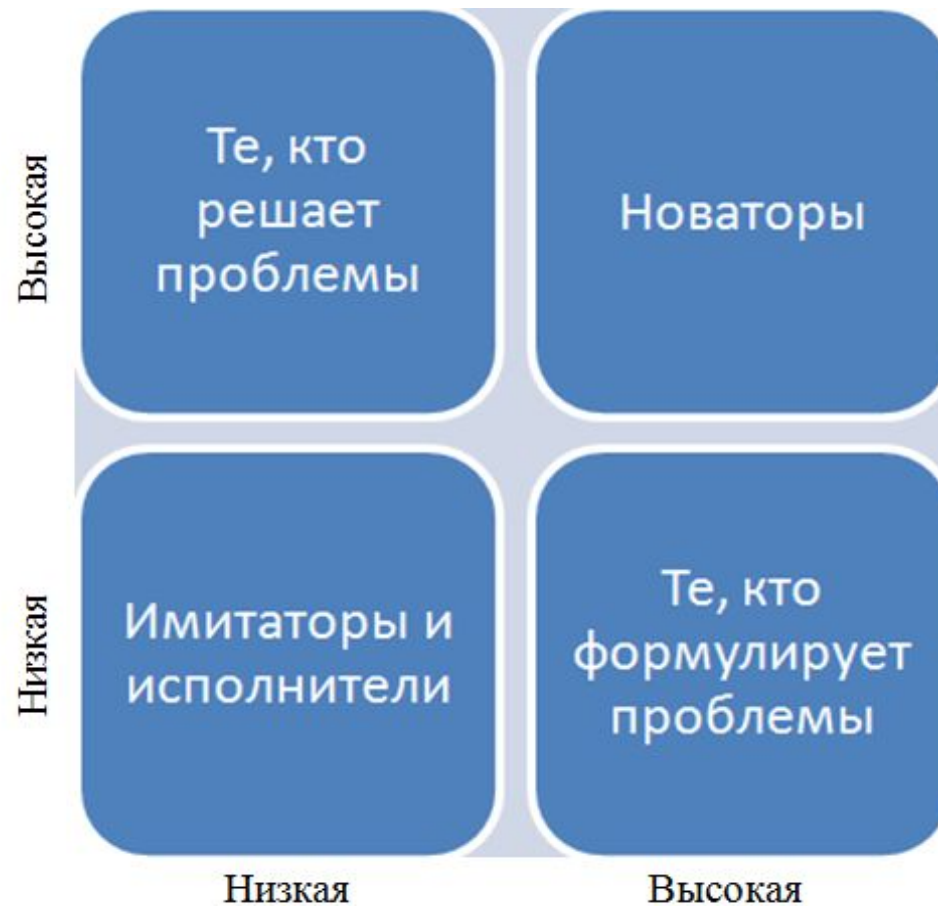 Высокая
Те, кто
решает
проблемы
Новаторы
Низкая
Имитаторы и
исполнители
Те, кто
формулирует
проблемы
Низкая
Высокая